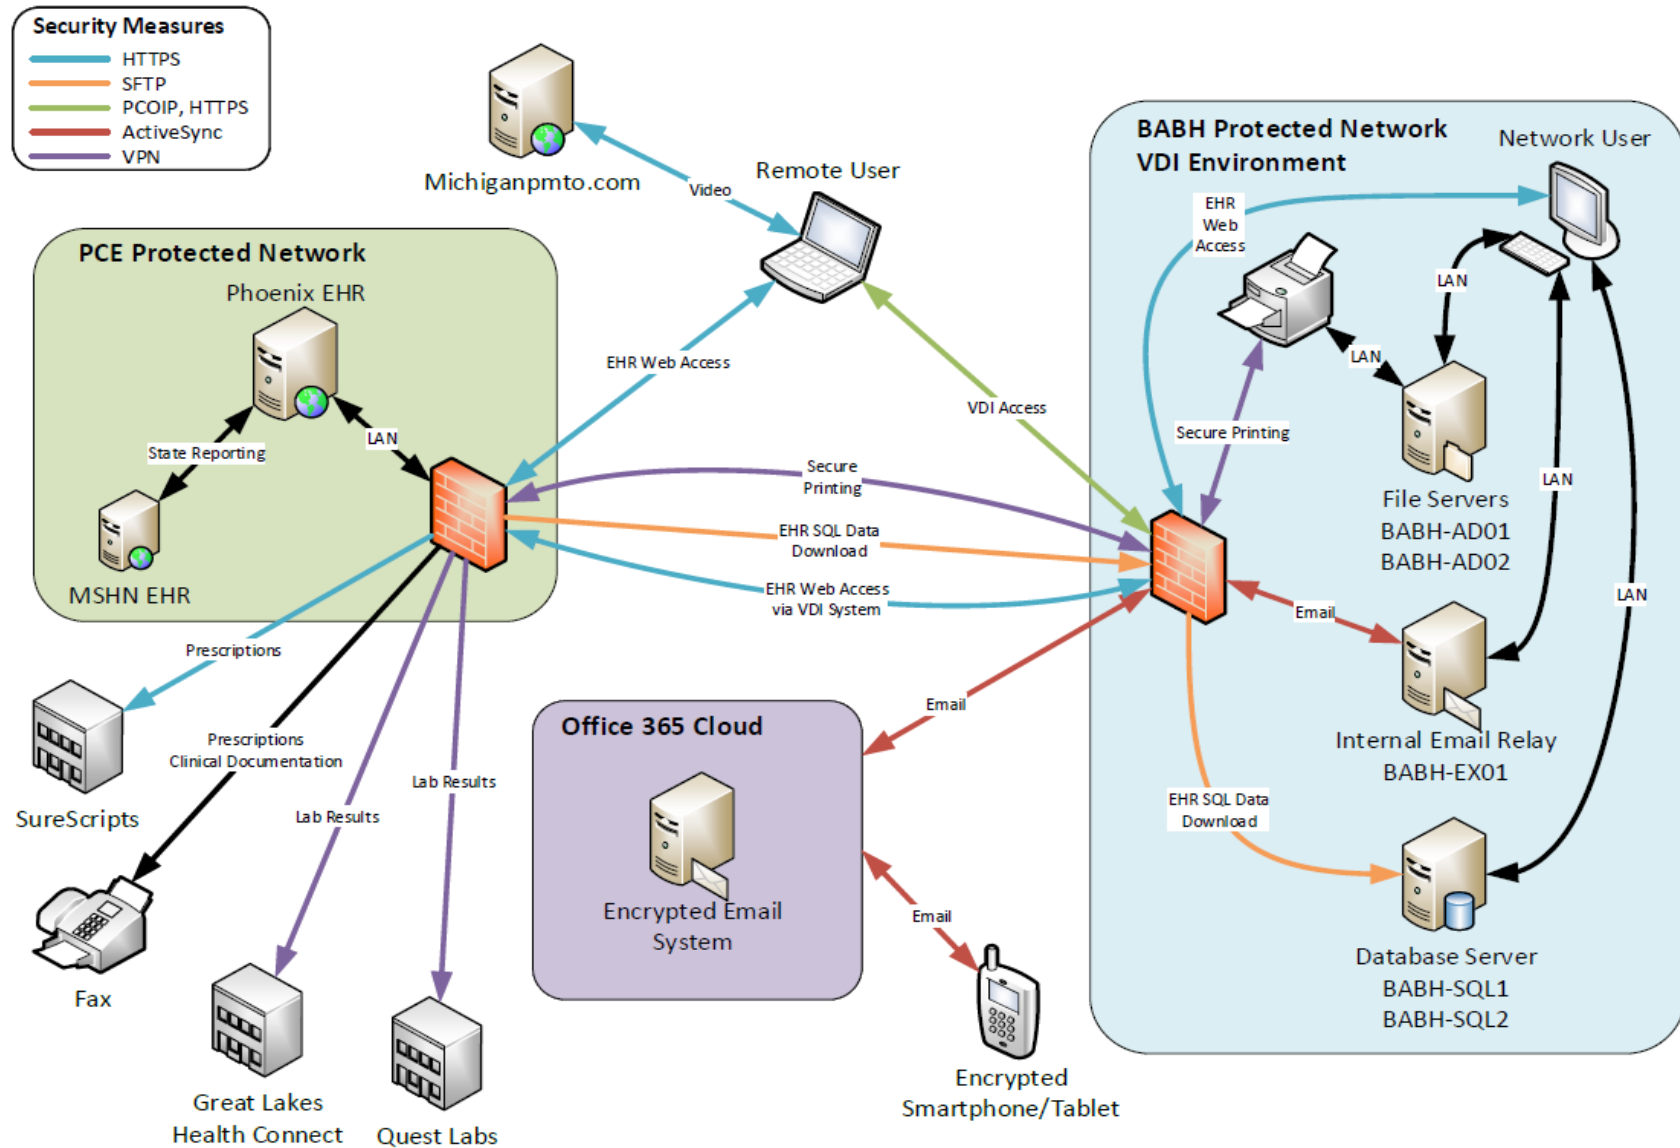 Security Measures
HTTPS
SFTP
PCOIP, HTTPS
ActiveSync
VPN
Michiganpmto.com
Video
Remote User
BABH Protected Network
VDI Environment
Network User
EHR
Web
Access
LAN
LAN
Secure Printing
File Servers
BABH-AD01
BABH-AD02
LAN
LAN
Email
Internal Email Relay
BABH-EX01
EHR SQL Data
Download
Database Server
BABH-SQL1
BABH-SQL2
PCE Protected Network
Phoenix EHR
State Reporting
LAN
MSHN EHR
EHR Web Access
VDI Access
Secure
Printing
EHR SQL Data
Download
EHR Web Access
via VDI System
Prescriptions
SureScripts
Prescriptions
Clinical Documentation
Fax
Lab Results
Great Lakes
Health Connect
Lab Results
Quest Labs
Office 365 Cloud
Encrypted Email
System
Email
Email
Encrypted
Smartphone/Tablet